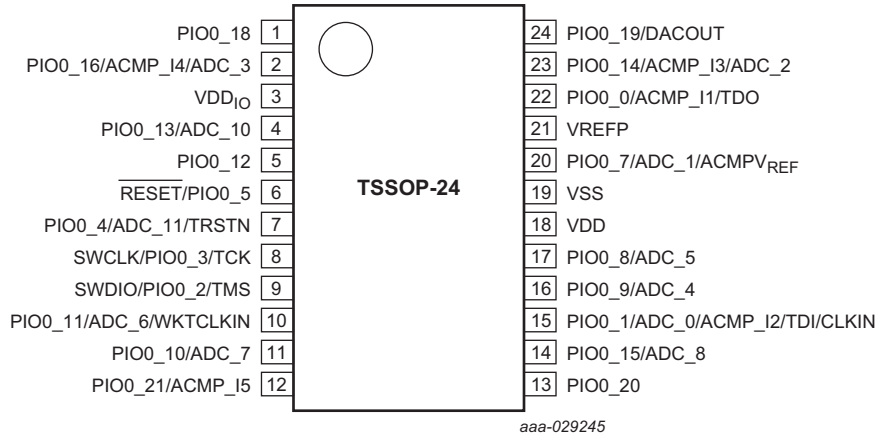 PIO0_18 1
PIO0_16/ACMP_I4/ADC_3 2
VDDIO 3
PIO0_13/ADC_10 4
PIO0_12 5
RESET/PIO0_5 6
PIO0_4/ADC_11/TRSTN 7
SWCLK/PIO0_3/TCK 8
SWDIO/PIO0_2/TMS 9
PIO0_11/ADC_6/WKTCLKIN 10
PIO0_10/ADC_7 11
PIO0_21/ACMP_I5 12
TSSOP-24
24 PIO0_19/DACOUT
23 PIO0_14/ACMP_I3/ADC_2
22 PIO0_0/ACMP_I1/TDO
21 VREFP
20 PIO0_7/ADC_1/ACMPVREF
19 VSS
18 VDD
17 PIO0_8/ADC_5
16 PIO0_9/ADC_4
15 PIO0_1/ADC_0/ACMP_I2/TDI/CLKIN
14 PIO0_15/ADC_8
13 PIO0_20
aaa-029245